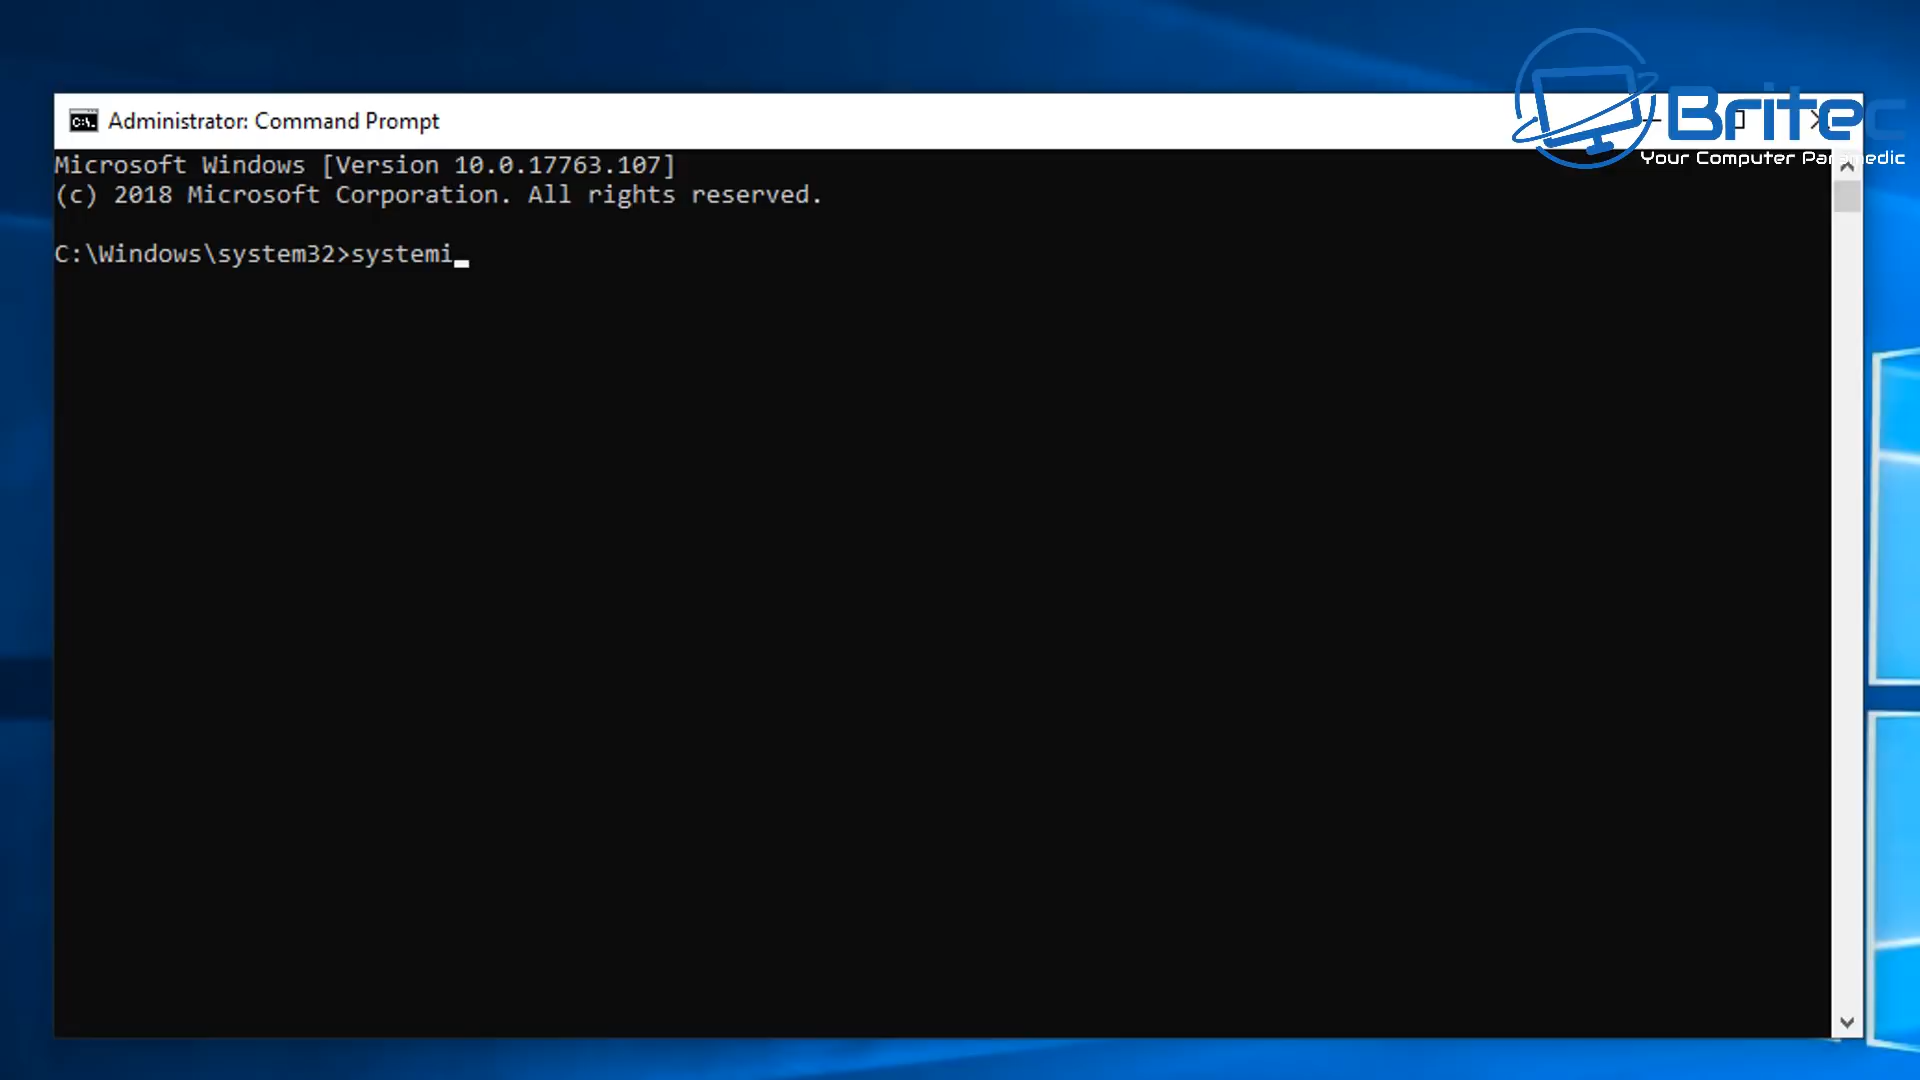 Britec
Your Computer Paramedic
Administrator: Command Prompt
Microsoft Windows [Version 10.0.17763.107]
(c) 2018 Microsoft Corporation. All rights reserved.
C:\Windows\system32>systemi